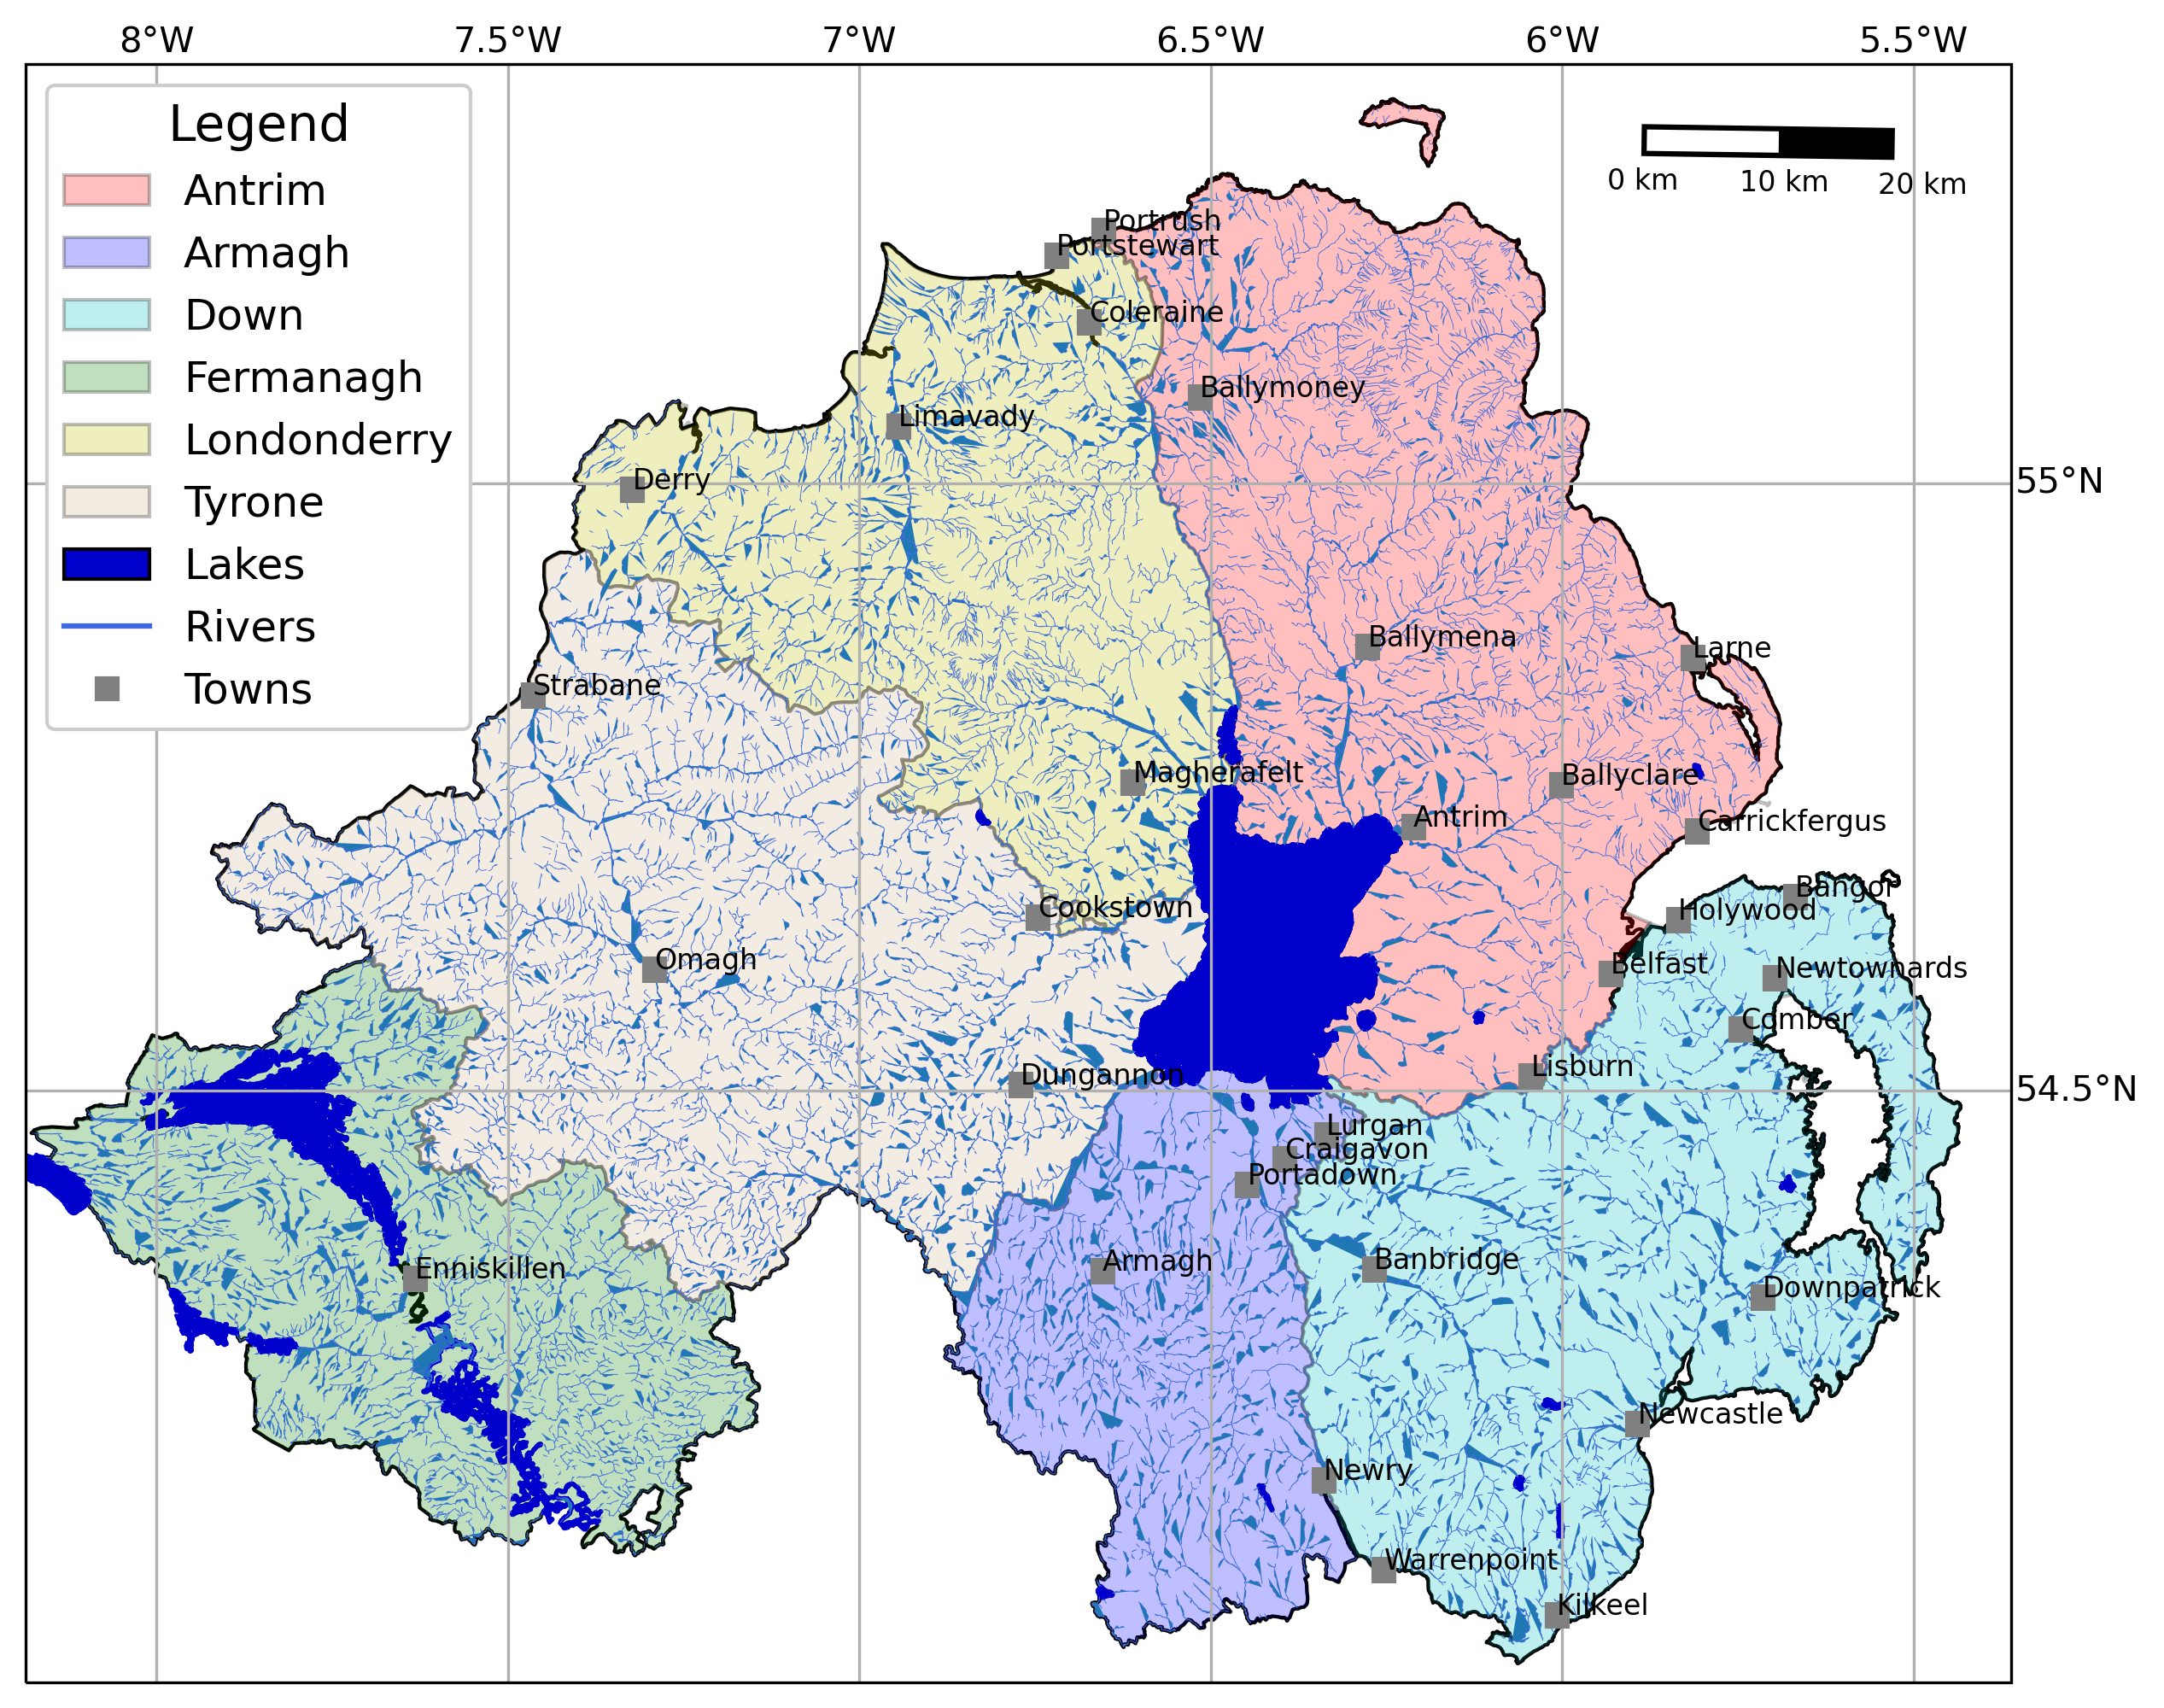 8°W 7.5°W 7°W 6.5°W 6°W 5.5°W
Legend
Antrim
Armagh
Down
Fermanagh
Londonderry
Tyrone
Lakes
Rivers
Towns
0 km 10 km 20 km
Portrush
Portstewart
Coleraine
Ballymoney
Limavady
Derry
55°N
Ballymena
Larne
Strabane
Magherafelt
Ballyclare
Antrim
Carrickfergus
Bangor
Cookstown
Holywood
Omagh
Belfast
Newtownards
Comber
Dungannon
Lisburn
54.5°N
Lurgan
Craigavon
Portadown
Enniskillen
Armagh
Banbridge
Downpatrick
Newcastle
Newry
Warrenpoint
Kilkeel